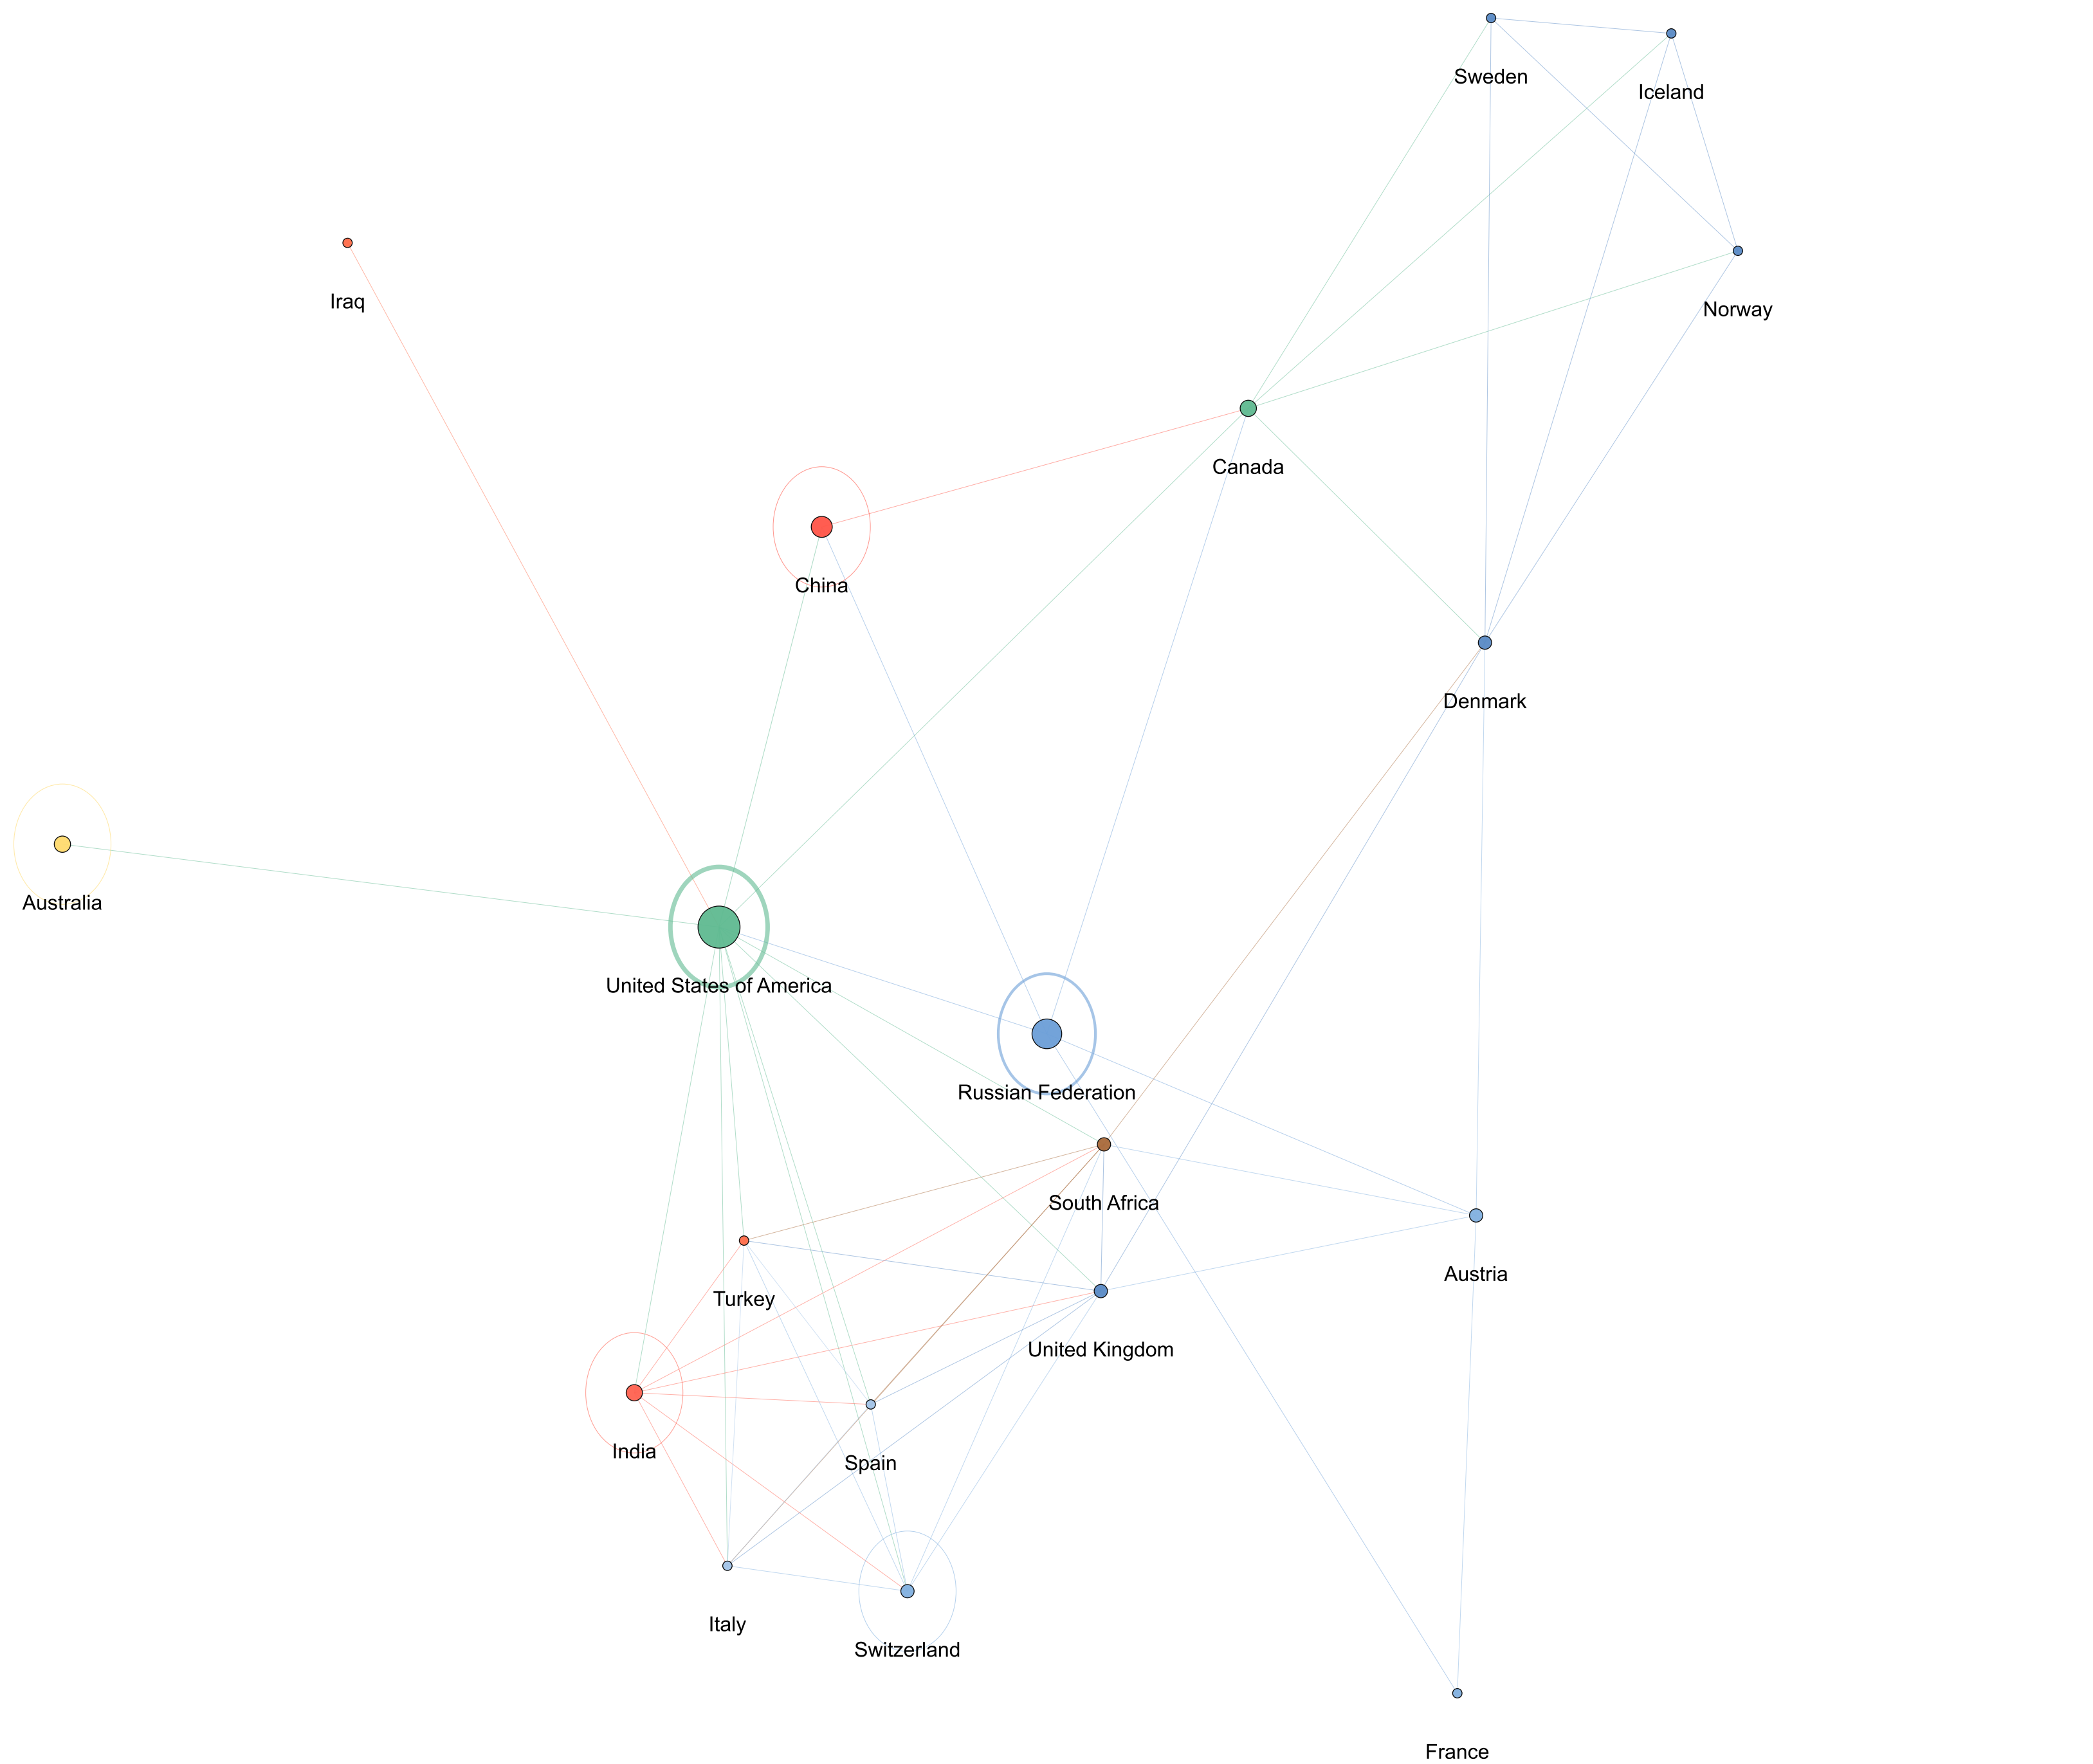 Sweden
Iceland
Iraq
Norway
Canada
China
Denmark
Australia
United States of America
Russian Federation
South Africa
Austria
Turkey
United Kingdom
India
Spain
Italy
Switzerland
France